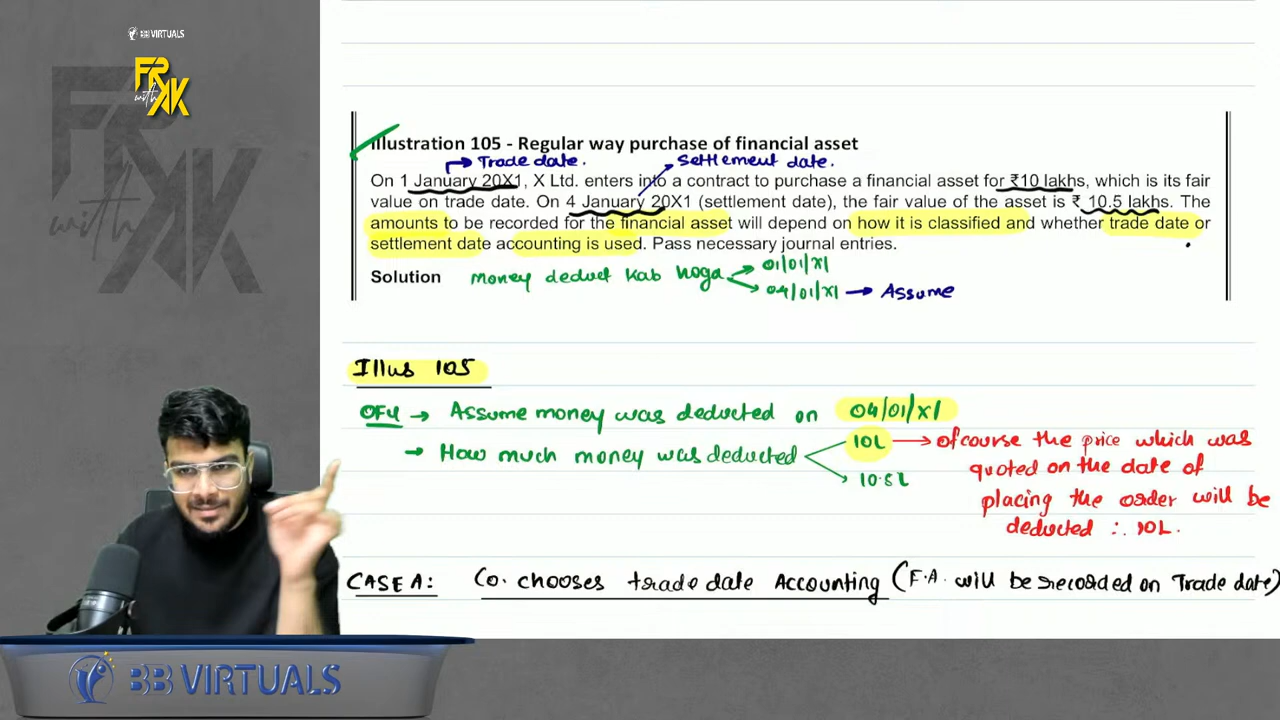 BB VIRTUALS
FR
with
KK
FR
with
KK
Illustration 105 - Regular way purchase of financial asset
Trade date.
Settlement date.
On 1 January 20X1, X Ltd. enters into a contract to purchase a financial asset for ₹10 lakhs, which is its fair
value on trade date. On 4 January 20X1 (settlement date), the fair value of the asset is ₹ 10.5 lakhs. The
amounts to be recorded for the financial asset will depend on how it is classified and whether trade date or
settlement date accounting is used. Pass necessary journal entries.
Solution money deduct kab hoga 01/01/X1
04/01/X1 → Assume
Illus 105
→ Assume money was deducted on 04/01/X1
→ How much money was deducted 10L → ofcourse the price which was
10.5L quoted on the date of
placing the order will be
deducted ∴ 10L.
CASE A: Co. chooses trade date Accounting (F.A. will be recorded on Trade date)
BB VIRTUALS